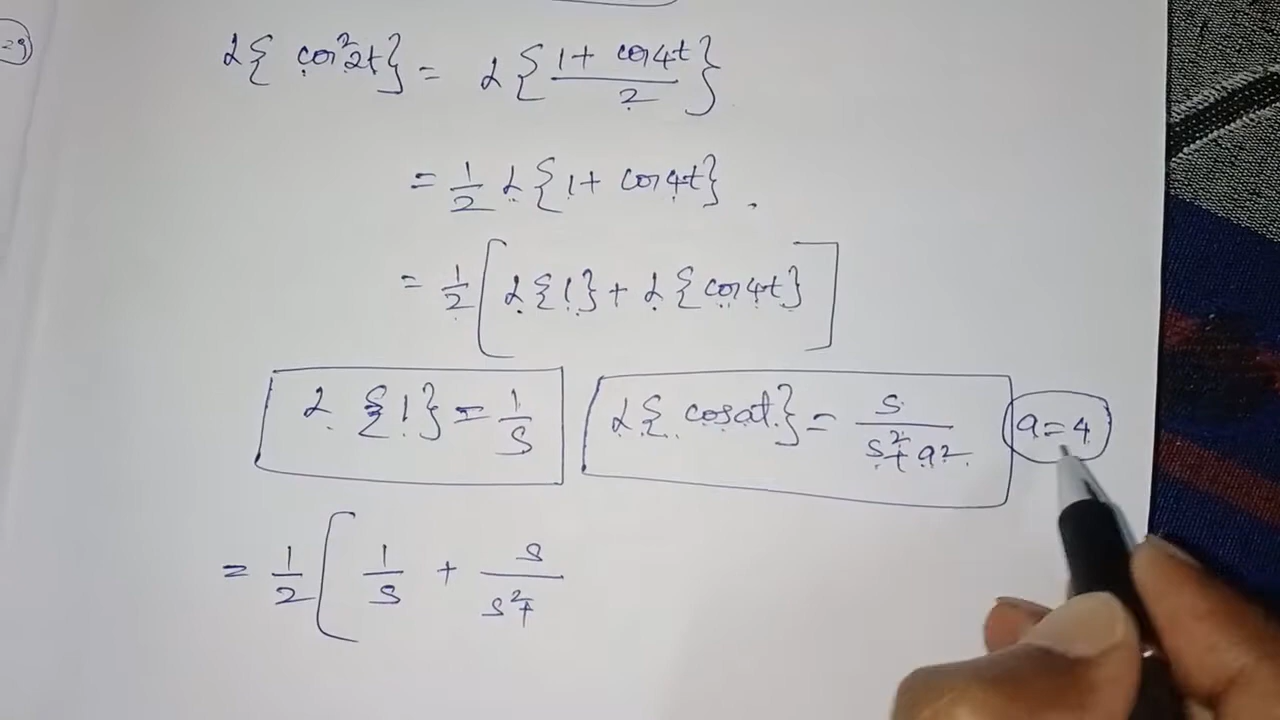 29
ℒ{cos²2t} = ℒ{(1 + cos4t)/2}
= 1/2 ℒ{1 + cos4t}.
= 1/2 [ℒ{1} + ℒ{cos4t}]
ℒ{1} = 1/s ℒ{cosat} = s/(s² + a²) a = 4
= 1/2 [1/s + s/(s² +